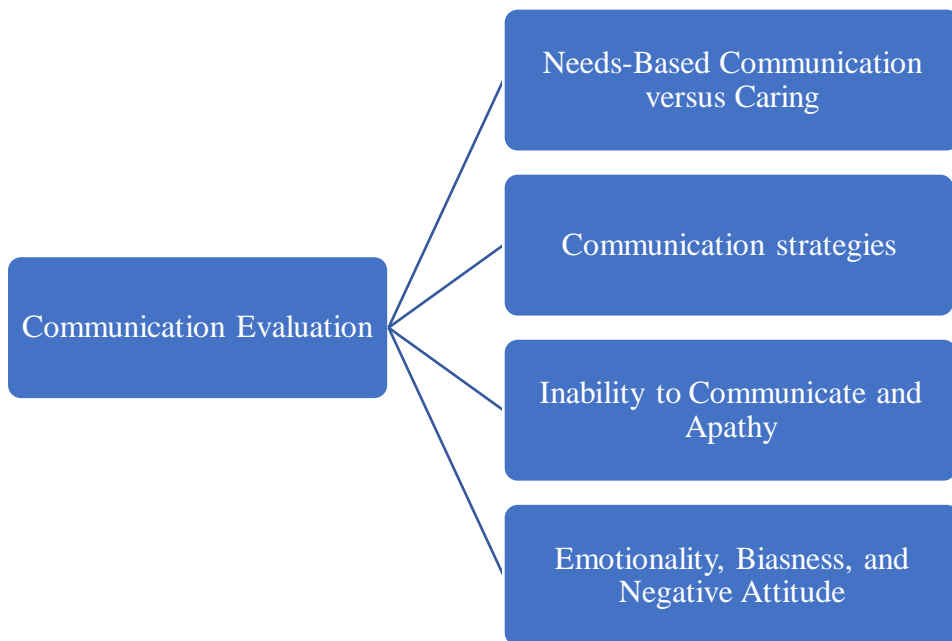 Needs-Based Communication
versus Caring
Communication strategies
Communication Evaluation
Inability to Communicate and
Apathy
Emotionality, Biasness, and
Negative Attitude